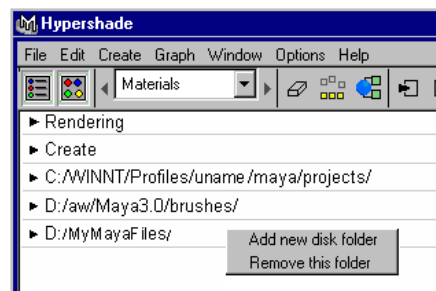 Hypershade
File Edit Create Graph Window Options Help
Materials
Rendering
Create
C:/WINNT/Profiles/uname/maya/projects/
D:/aw/Maya3.0/brushes/
D:/MyMayaFiles/
Add new disk folder
Remove this folder